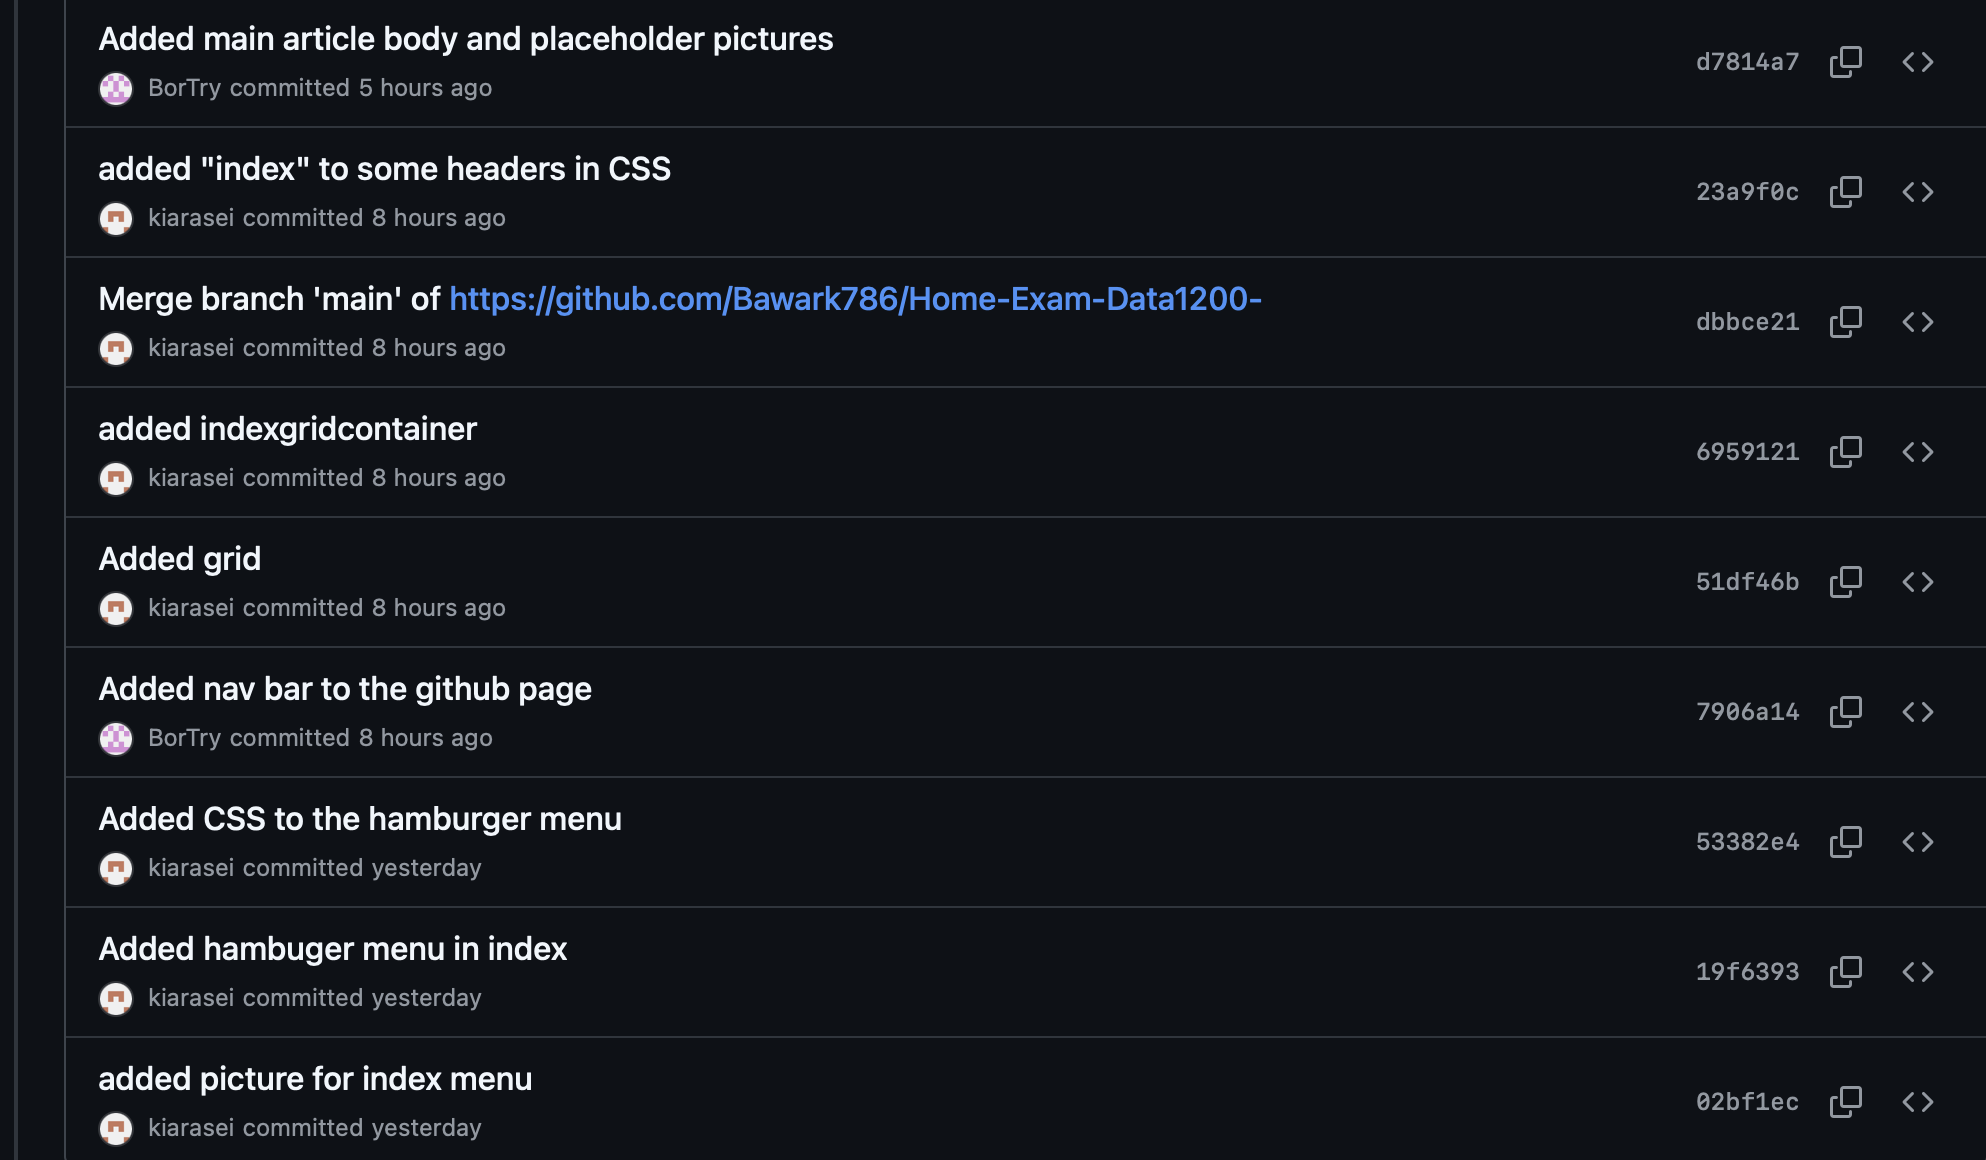 Added main article body and placeholder pictures
BorTry committed 5 hours ago
d7814a7
added "index" to some headers in CSS
kiarasei committed 8 hours ago
23a9f0c
Merge branch 'main' of https://github.com/Bawark786/Home-Exam-Data1200-
kiarasei committed 8 hours ago
dbbce21
added indexgridcontainer
kiarasei committed 8 hours ago
6959121
Added grid
kiarasei committed 8 hours ago
51df46b
Added nav bar to the github page
BorTry committed 8 hours ago
7906a14
Added CSS to the hamburger menu
kiarasei committed yesterday
53382e4
Added hambuger menu in index
kiarasei committed yesterday
19f6393
added picture for index menu
kiarasei committed yesterday
02bf1ec